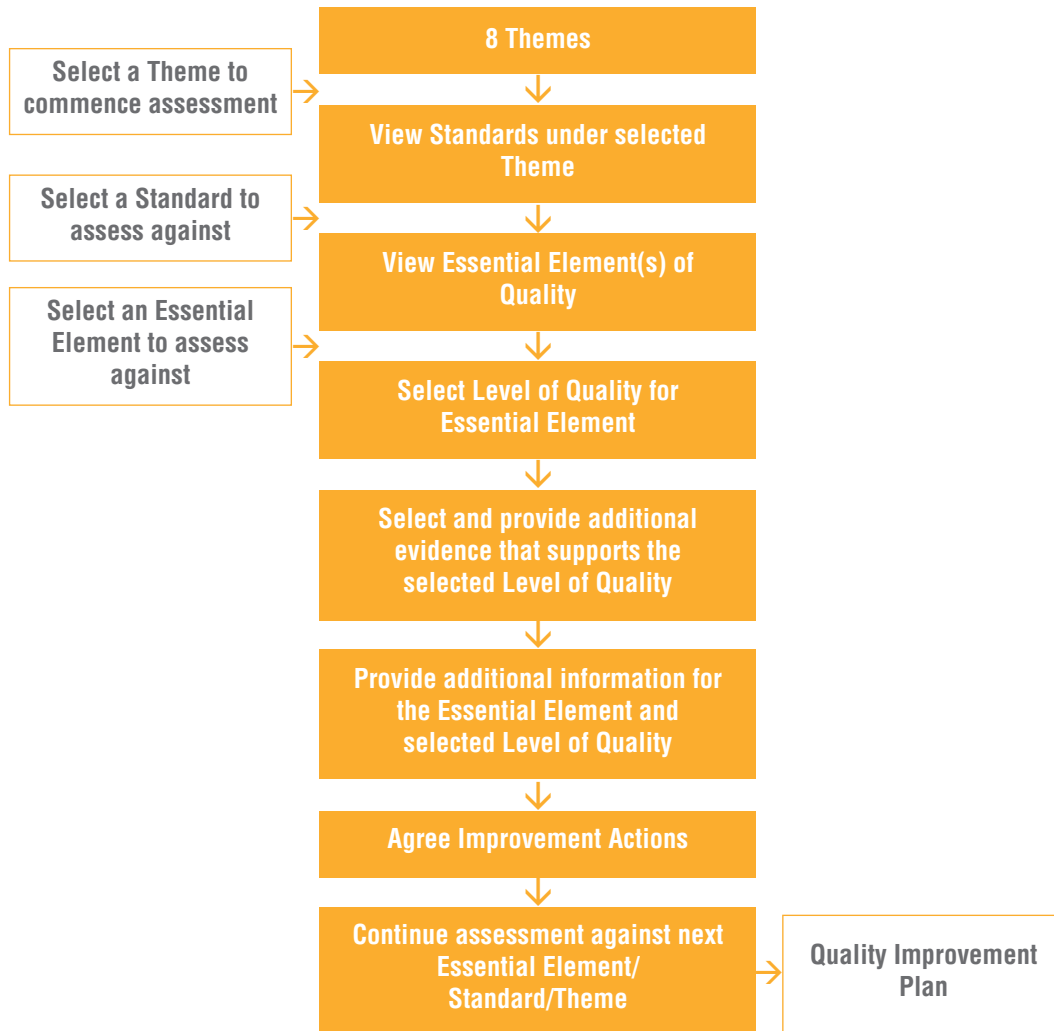 8 Themes
Select a Theme to
commence assessment
View Standards under selected
Theme
Select a Standard to
assess against
View Essential Element(s) of
Quality
Select an Essential
Element to assess
against
Select Level of Quality for
Essential Element
Select and provide additional
evidence that supports the
selected Level of Quality
Provide additional information for
the Essential Element and
selected Level of Quality
Agree Improvement Actions
Continue assessment against next
Essential Element/
Standard/Theme
Quality Improvement
Plan